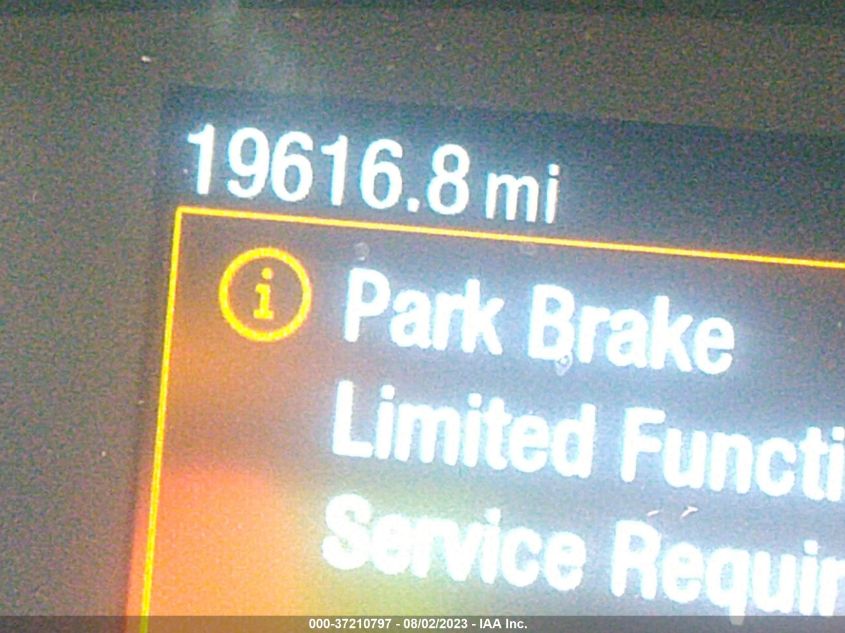 19616.8 mi
i
Park Brake
Limited Functi
Service Requir
000-37210797 - 08/02/2023 - IAA Inc.